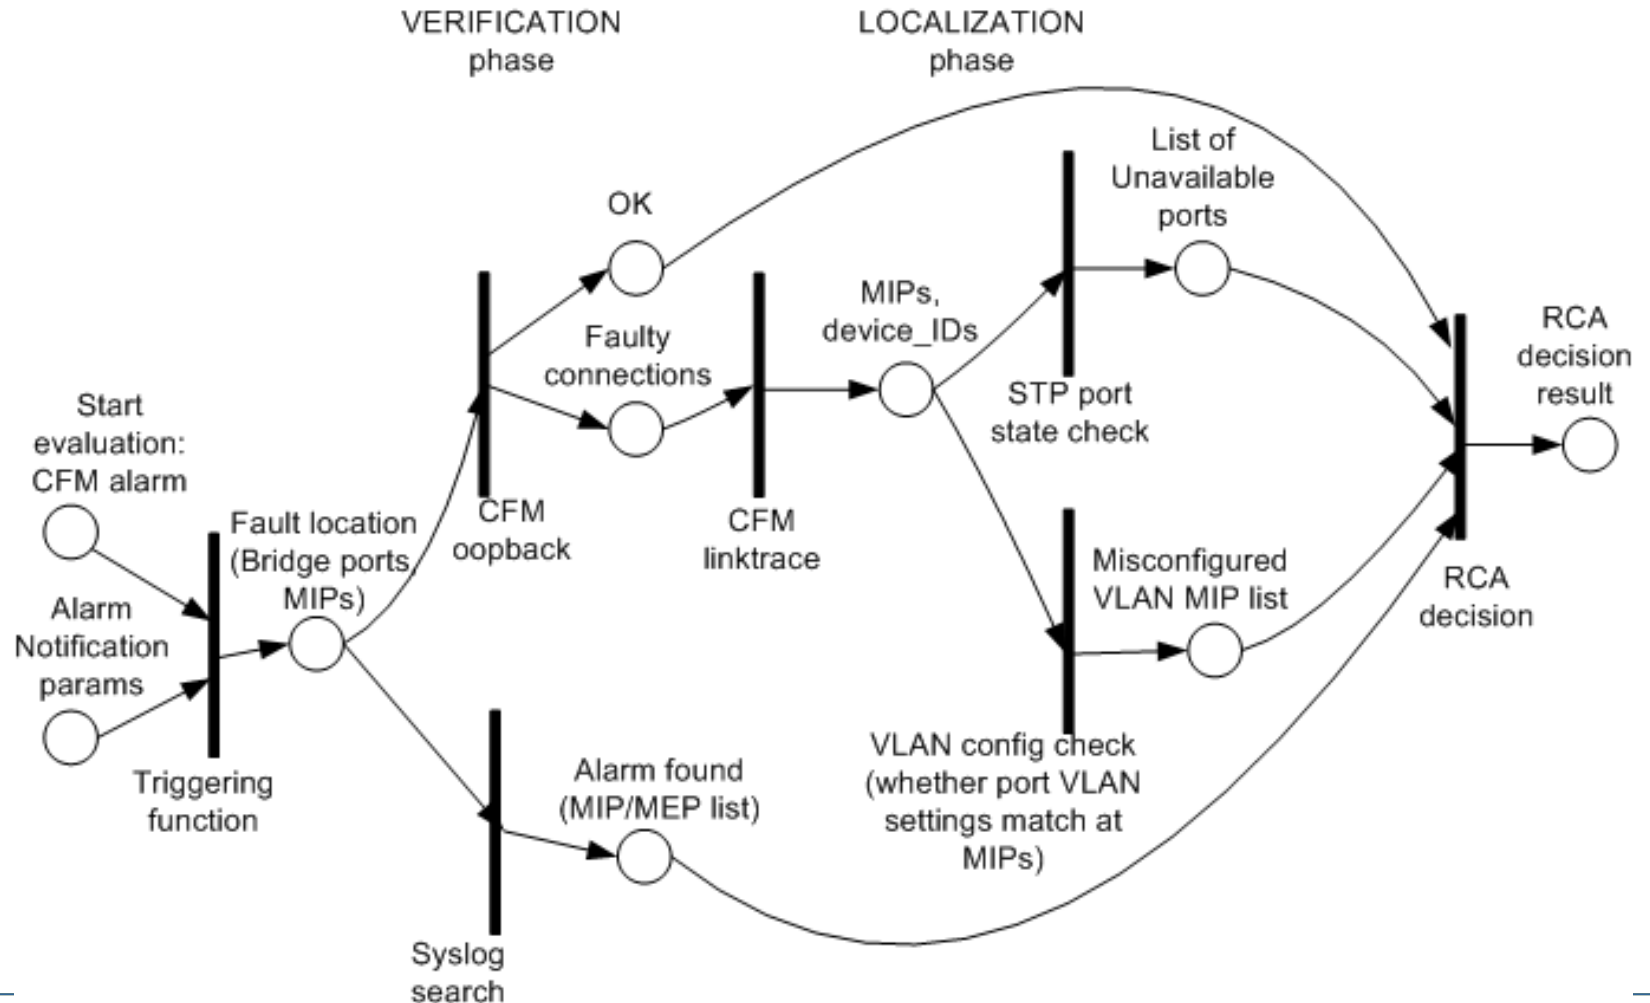 VERIFICATION
phase
LOCALIZATION
phase
List of
Unavailable
ports
OK
MIPs,
device_IDs
RCA
decision
result
Faulty
connections
Start
evaluation:
CFM alarm
STP port
state check
Fault location
(Bridge ports,
MIPs)
CFM
oopback
CFM
linktrace
Misconfigured
VLAN MIP list
RCA
decision
Alarm
Notification
params
Triggering
function
VLAN config check
(whether port VLAN
settings match at
MIPs)
Alarm found
(MIP/MEP list)
Syslog
search